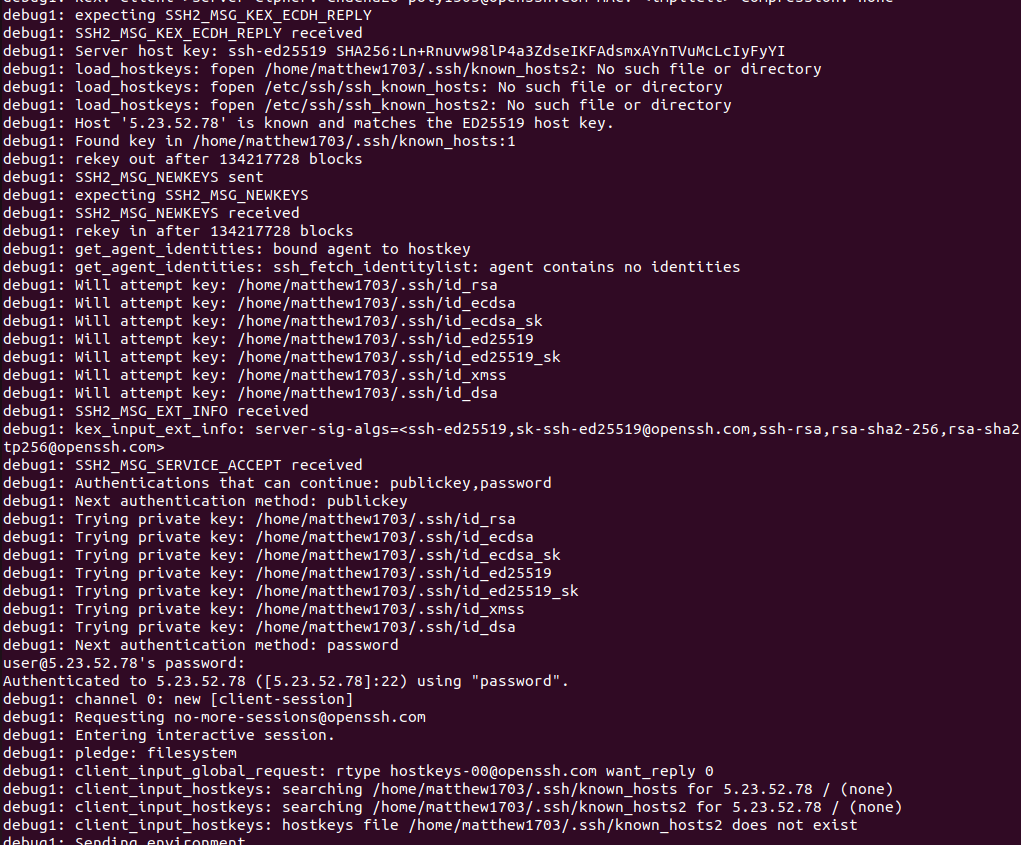 debug1: expecting SSH2_MSG_KEX_ECDH_REPLY
debug1: SSH2_MSG_KEX_ECDH_REPLY received
debug1: Server host key: ssh-ed25519 SHA256:Ln+Rnuvw98lP4a3ZdseIKFAdsmxAYnTVuMcLcIyFyYI
debug1: load_hostkeys: fopen /home/matthew1703/.ssh/known_hosts2: No such file or directory
debug1: load_hostkeys: fopen /etc/ssh/ssh_known_hosts: No such file or directory
debug1: load_hostkeys: fopen /etc/ssh/ssh_known_hosts2: No such file or directory
debug1: Host '5.23.52.78' is known and matches the ED25519 host key.
debug1: Found key in /home/matthew1703/.ssh/known_hosts:1
debug1: rekey out after 134217728 blocks
debug1: SSH2_MSG_NEWKEYS sent
debug1: expecting SSH2_MSG_NEWKEYS
debug1: SSH2_MSG_NEWKEYS received
debug1: rekey in after 134217728 blocks
debug1: get_agent_identities: bound agent to hostkey
debug1: get_agent_identities: ssh_fetch_identitylist: agent contains no identities
debug1: Will attempt key: /home/matthew1703/.ssh/id_rsa
debug1: Will attempt key: /home/matthew1703/.ssh/id_ecdsa
debug1: Will attempt key: /home/matthew1703/.ssh/id_ecdsa_sk
debug1: Will attempt key: /home/matthew1703/.ssh/id_ed25519
debug1: Will attempt key: /home/matthew1703/.ssh/id_ed25519_sk
debug1: Will attempt key: /home/matthew1703/.ssh/id_xmss
debug1: Will attempt key: /home/matthew1703/.ssh/id_dsa
debug1: SSH2_MSG_EXT_INFO received
debug1: kex_input_ext_info: server-sig-algs=<ssh-ed25519,sk-ssh-ed25519@openssh.com,ssh-rsa,rsa-sha2-256,rsa-sha2
tp256@openssh.com>
debug1: SSH2_MSG_SERVICE_ACCEPT received
debug1: Authentications that can continue: publickey,password
debug1: Next authentication method: publickey
debug1: Trying private key: /home/matthew1703/.ssh/id_rsa
debug1: Trying private key: /home/matthew1703/.ssh/id_ecdsa
debug1: Trying private key: /home/matthew1703/.ssh/id_ecdsa_sk
debug1: Trying private key: /home/matthew1703/.ssh/id_ed25519
debug1: Trying private key: /home/matthew1703/.ssh/id_ed25519_sk
debug1: Trying private key: /home/matthew1703/.ssh/id_xmss
debug1: Trying private key: /home/matthew1703/.ssh/id_dsa
debug1: Next authentication method: password
user@5.23.52.78's password:
Authenticated to 5.23.52.78 ([5.23.52.78]:22) using "password".
debug1: channel 0: new [client-session]
debug1: Requesting no-more-sessions@openssh.com
debug1: Entering interactive session.
debug1: pledge: filesystem
debug1: client_input_global_request: rtype hostkeys-00@openssh.com want_reply 0
debug1: client_input_hostkeys: searching /home/matthew1703/.ssh/known_hosts for 5.23.52.78 / (none)
debug1: client_input_hostkeys: searching /home/matthew1703/.ssh/known_hosts2 for 5.23.52.78 / (none)
debug1: client_input_hostkeys: hostkeys file /home/matthew1703/.ssh/known_hosts2 does not exist
debug1: Sending environment